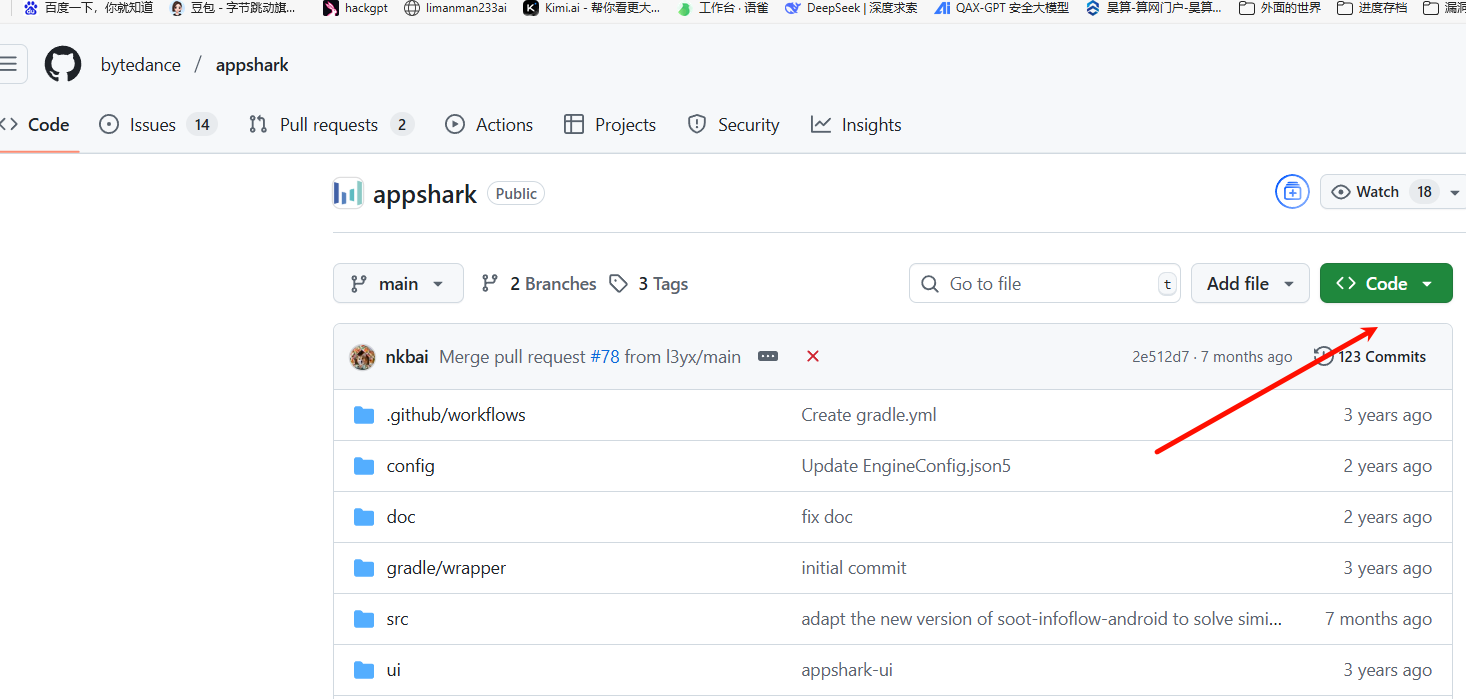 百度一下，你就知道 豆包 - 字节跳动旗... hackgpt limanman233ai Kimi.ai - 帮你看更大... 工作台 · 语雀 DeepSeek | 深度求索 QAX-GPT 安全大模型 昊算-算网门户-昊算... 外面的世界 进度存档 漏洞
bytedance / appshark
Code Issues 14 Pull requests 2 Actions Projects Security Insights
appshark Public Watch 18
main 2 Branches 3 Tags Go to file t Add file Code
nkbai Merge pull request #78 from l3yx/main 2e512d7 · 7 months ago 123 Commits
.github/workflows Create gradle.yml 3 years ago
config Update EngineConfig.json5 2 years ago
doc fix doc 2 years ago
gradle/wrapper initial commit 3 years ago
src adapt the new version of soot-infoflow-android to solve simi... 7 months ago
ui appshark-ui 3 years ago